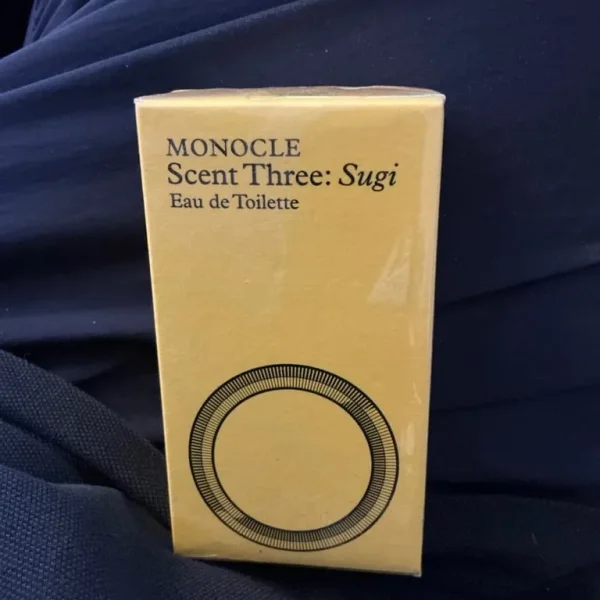 MONOCLE
Scent Three: Sugi
Eau de Toilette